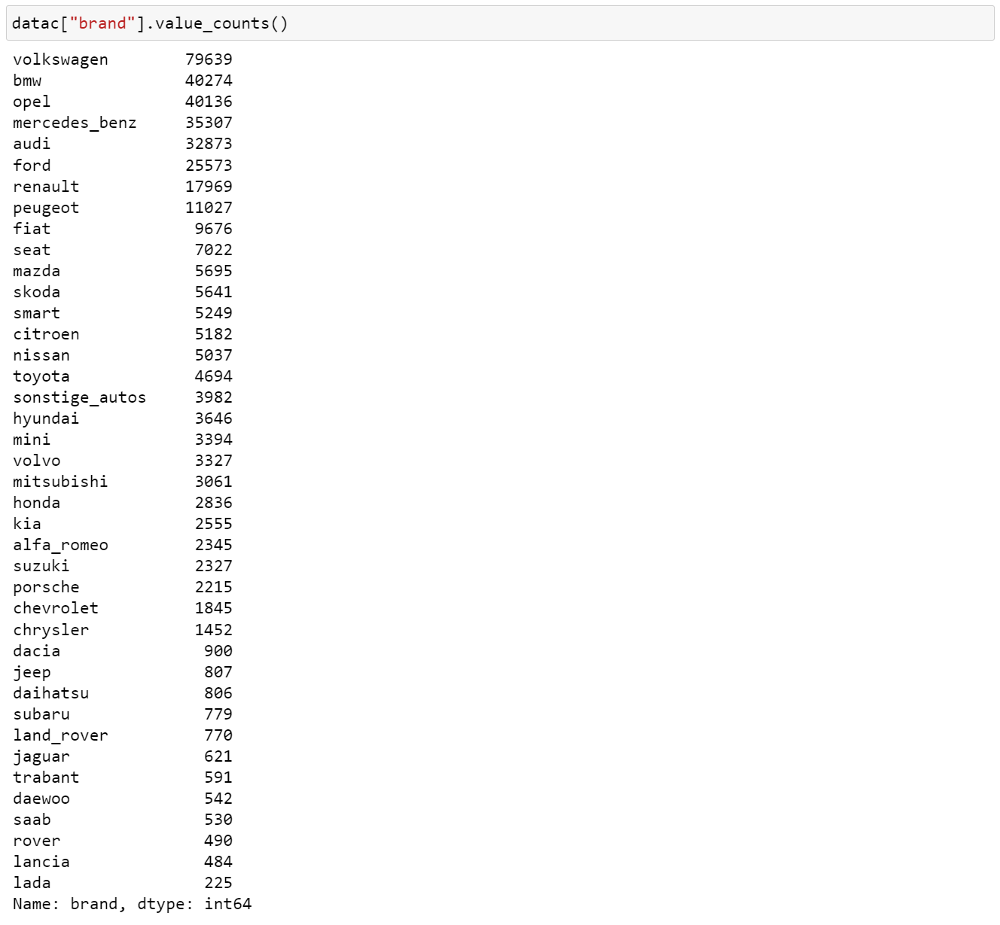 datac["brand"].value_counts()
volkswagen        79639
bmw               40274
opel              40136
mercedes_benz     35307
audi              32873
ford              25573
renault           17969
peugeot           11027
fiat               9676
seat               7022
mazda              5695
skoda              5641
smart              5249
citroen            5182
nissan             5037
toyota             4694
sonstige_autos     3982
hyundai            3646
mini               3394
volvo              3327
mitsubishi         3061
honda              2836
kia                2555
alfa_romeo         2345
suzuki             2327
porsche            2215
chevrolet          1845
chrysler           1452
dacia               900
jeep                807
daihatsu            806
subaru              779
land_rover          770
jaguar              621
trabant             591
daewoo              542
saab                530
rover               490
lancia              484
lada                225
Name: brand, dtype: int64